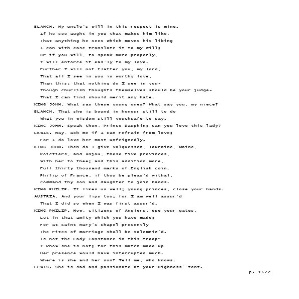 BLANCH. My uncle's will in this respect is mine.
If he see aught in you that makes him like,
That anything he sees which moves his liking
I can with ease translate it to my will;
Or if you will, to speak more properly,
I will enforce it easily to my love.
Further I will not flatter you, my lord,
That all I see in you is worthy love,
Than this: that nothing do I see in you-
Though churlish thoughts themselves should be your judge-
That I can find should merit any hate.
KING JOHN. What say these young ones? What say you, my niece?
BLANCH. That she is bound in honour still to do
What you in wisdom still vouchsafe to say.
KING JOHN. Speak then, Prince Dauphin; can you love this lady?
LEWIS. Nay, ask me if I can refrain from love;
For I do love her most unfeignedly.
KING JOHN. Then do I give Volquessen, Touraine, Maine,
Poictiers, and Anjou, these five provinces,
With her to thee; and this addition more,
Full thirty thousand marks of English coin.
Philip of France, if thou be pleas'd withal,
Command thy son and daughter to join hands.
KING PHILIP. It likes us well; young princes, close your hands.
AUSTRIA. And your lips too; for I am well assur'd
That I did so when I was first assur'd.
KING PHILIP. Now, citizens of Angiers, ope your gates,
Let in that amity which you have made;
For at Saint Mary's chapel presently
The rites of marriage shall be solemniz'd.
Is not the Lady Constance in this troop?
I know she is not; for this match made up
Her presence would have interrupted much.
Where is she and her son? Tell me, who knows.
LEWIS. She is sad and passionate at your Highness' tent.